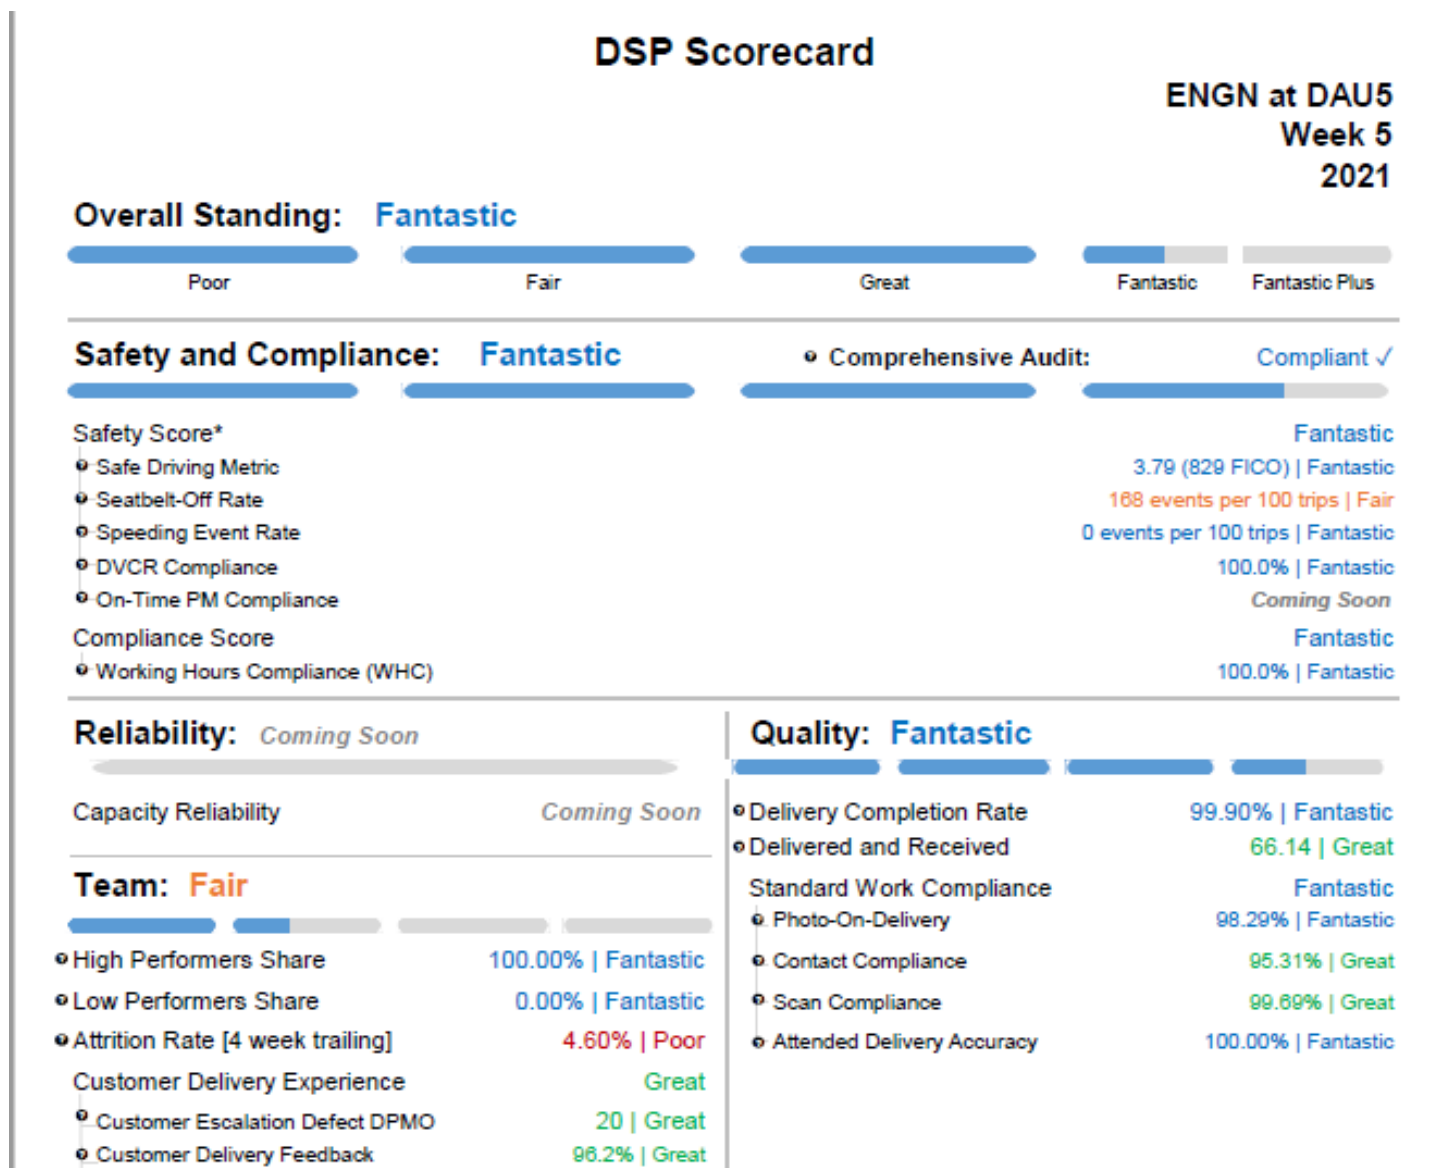 DSP Scorecard
ENGN at DAU5
Week 5
2021
Overall Standing: Fantastic
Poor Fair Great Fantastic Fantastic Plus
Safety and Compliance: Fantastic Comprehensive Audit: Compliant ✓
Safety Score* Fantastic
Safe Driving Metric 3.79 (829 FICO) | Fantastic
Seatbelt-Off Rate 168 events per 100 trips | Fair
Speeding Event Rate 0 events per 100 trips | Fantastic
DVCR Compliance 100.0% | Fantastic
On-Time PM Compliance Coming Soon
Compliance Score Fantastic
Working Hours Compliance (WHC) 100.0% | Fantastic
Reliability: Coming Soon
Capacity Reliability Coming Soon
Team: Fair
High Performers Share 100.00% | Fantastic
Low Performers Share 0.00% | Fantastic
Attrition Rate [4 week trailing] 4.60% | Poor
Customer Delivery Experience Great
Customer Escalation Defect DPMO 20 | Great
Customer Delivery Feedback 96.2% | Great
Quality: Fantastic
Delivery Completion Rate 99.90% | Fantastic
Delivered and Received 66.14 | Great
Standard Work Compliance Fantastic
Photo-On-Delivery 98.29% | Fantastic
Contact Compliance 95.31% | Great
Scan Compliance 99.69% | Great
Attended Delivery Accuracy 100.00% | Fantastic